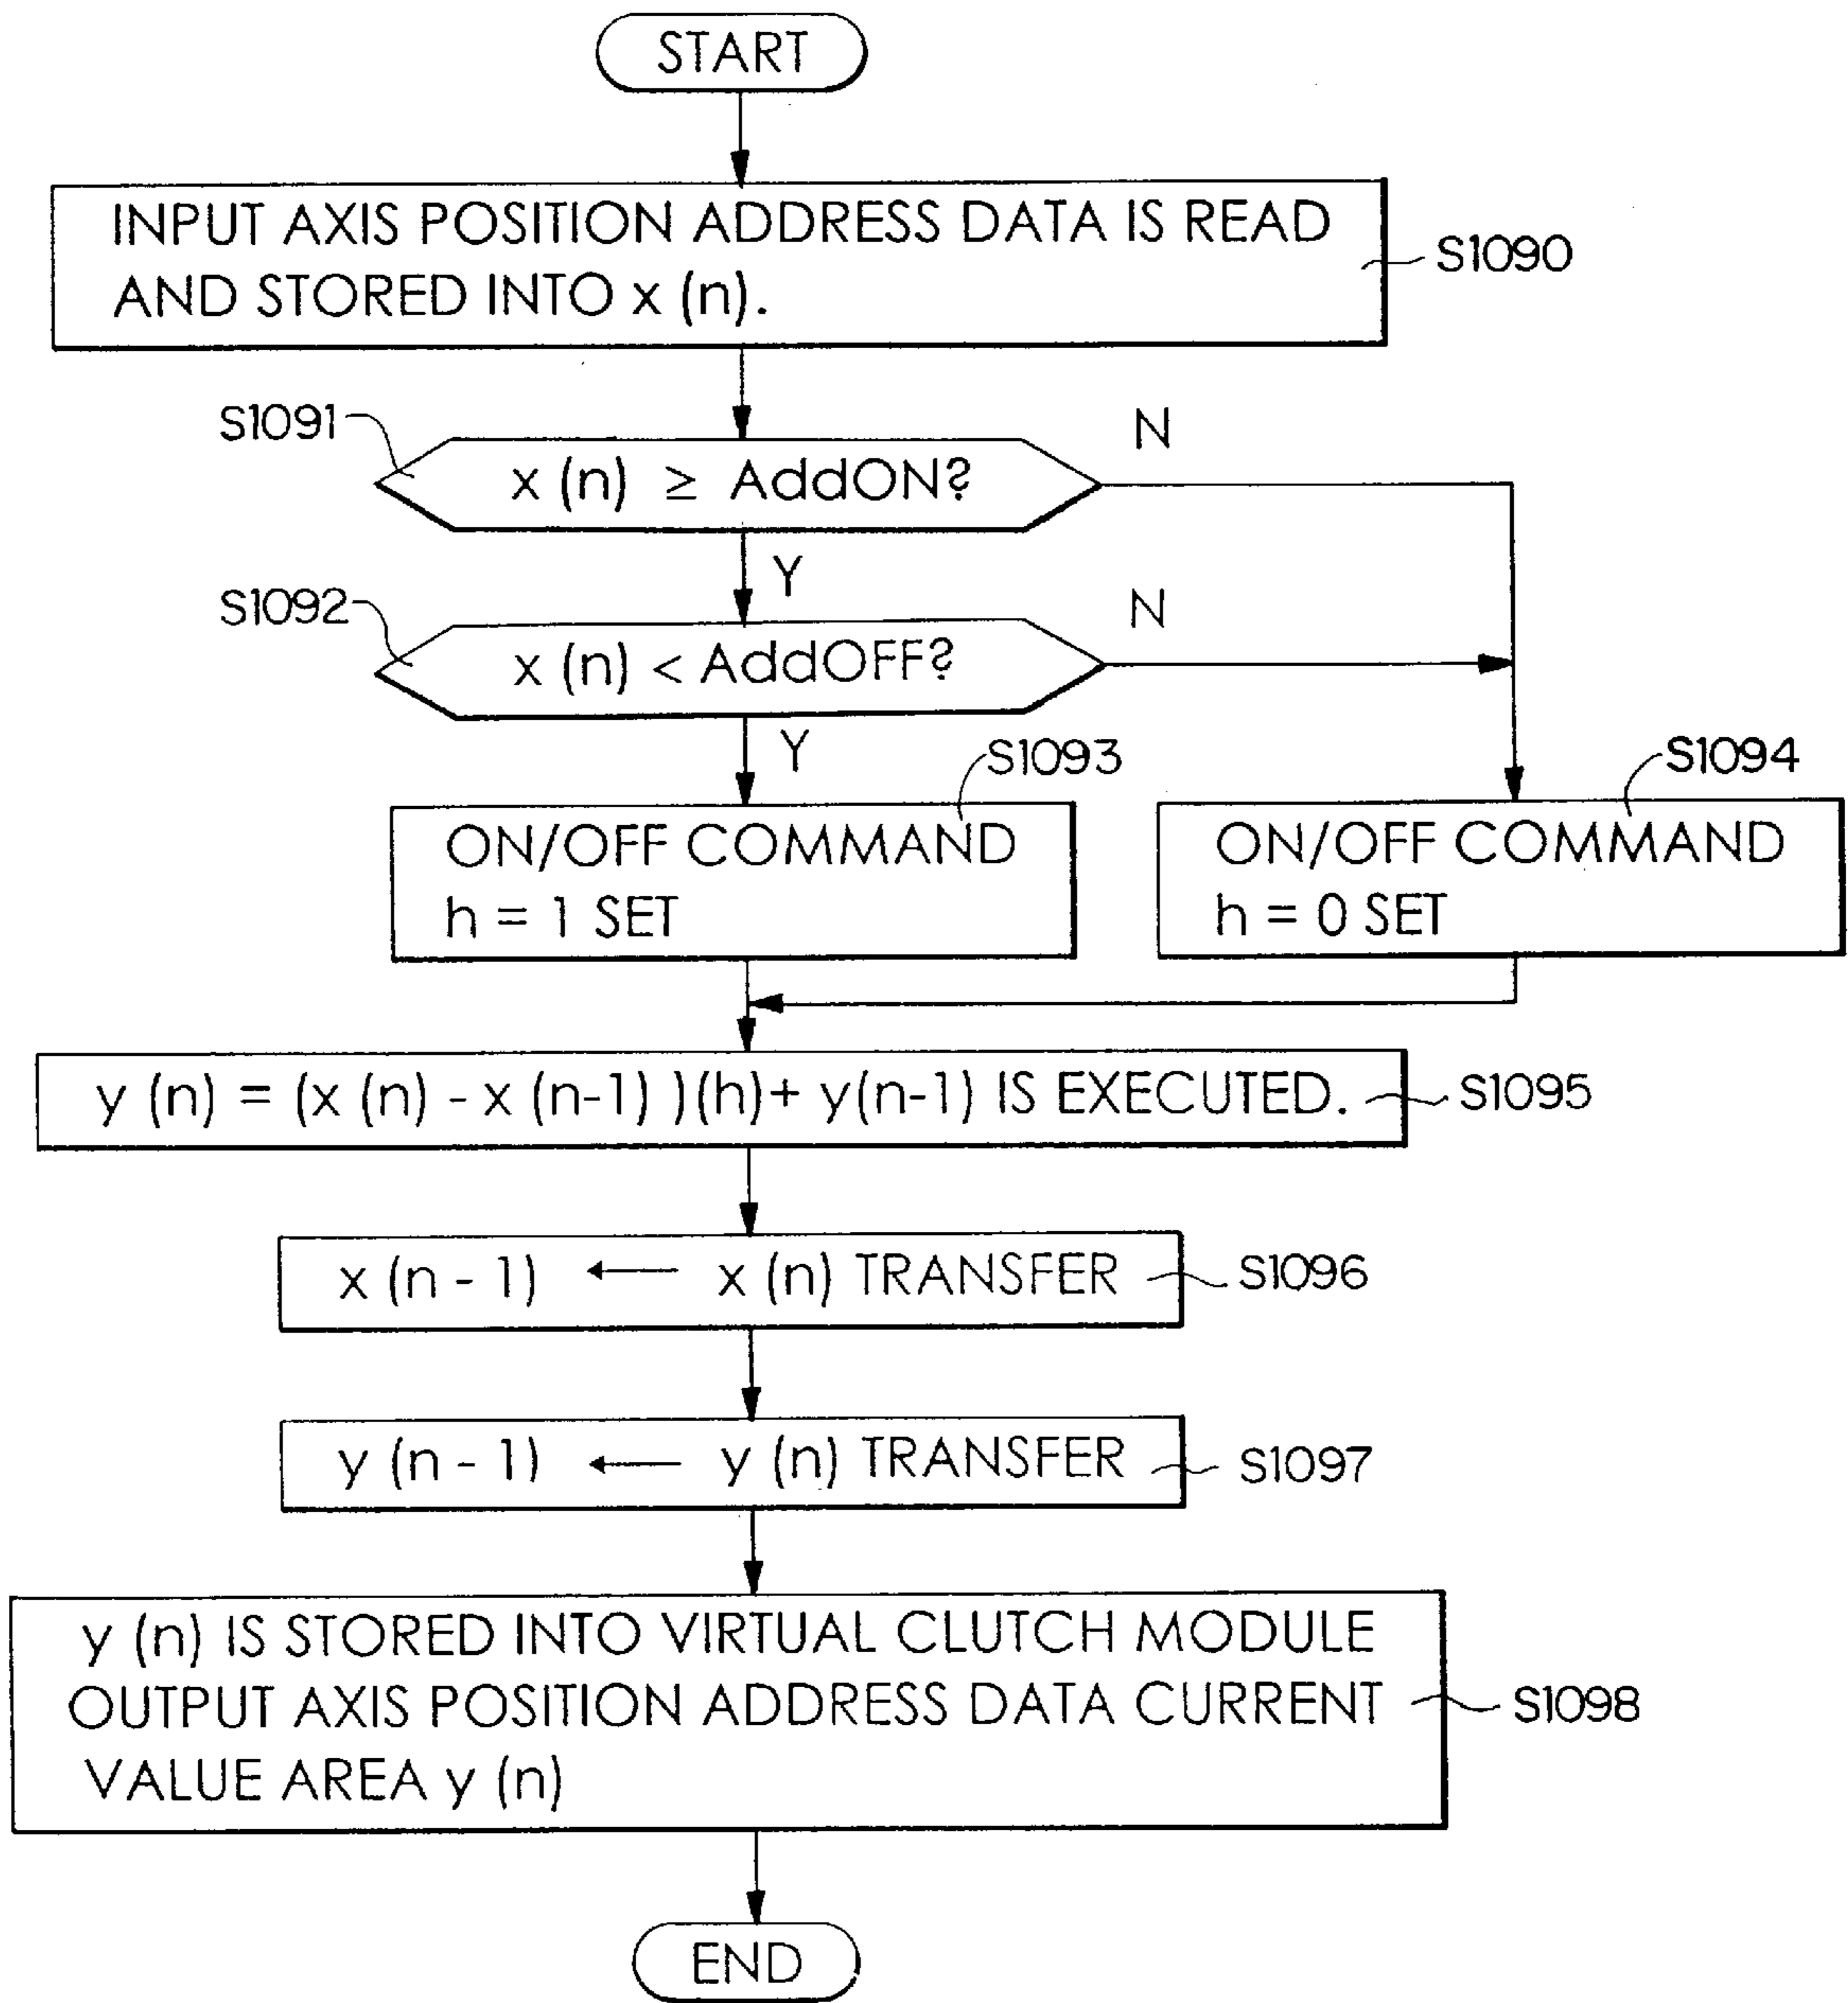 START
INPUT AXIS POSITION ADDRESS DATA IS READ
AND STORED INTO x (n).
S1090
S1091
N
x (n) ≥ AddON?
Y
S1092
N
x (n) < AddOFF?
Y
S1093
S1094
ON/OFF COMMAND
h = 1 SET
ON/OFF COMMAND
h = 0 SET
y (n) = (x (n) - x (n-1) )(h)+ y(n-1) IS EXECUTED.
S1095
x (n - 1) ← x (n) TRANSFER
S1096
y (n - 1) ← y (n) TRANSFER
S1097
y (n) IS STORED INTO VIRTUAL CLUTCH MODULE
OUTPUT AXIS POSITION ADDRESS DATA CURRENT
VALUE AREA y (n)
S1098
END